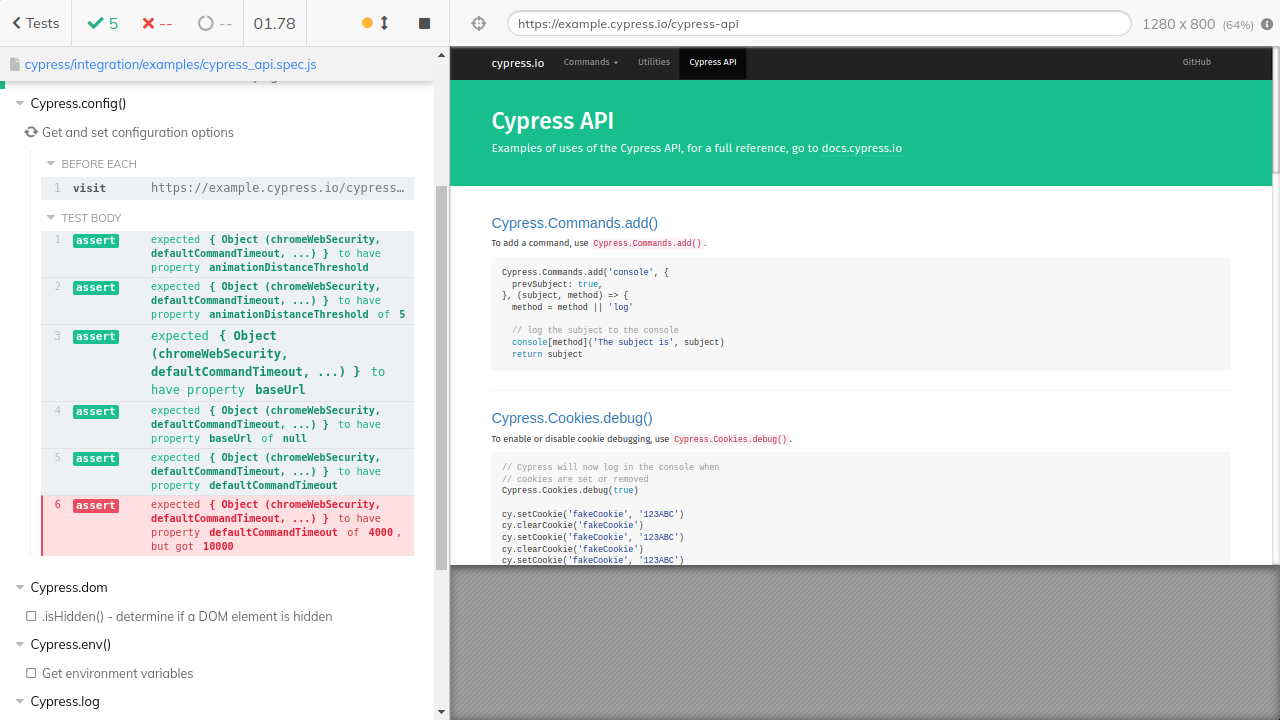 Tests 5 -- -- 01.78
https://example.cypress.io/cypress-api 1280 x 800 (64%)
cypress/integration/examples/cypress_api.spec.js
Cypress.config()
Get and set configuration options
BEFORE EACH
1 visit https://example.cypress.io/cypress…
TEST BODY
1 assert expected { Object (chromeWebSecurity,
defaultCommandTimeout, ...) } to have
property animationDistanceThreshold
2 assert expected { Object (chromeWebSecurity,
defaultCommandTimeout, ...) } to have
property animationDistanceThreshold of 5
3 assert expected { Object
(chromeWebSecurity,
defaultCommandTimeout, ...) } to
have property baseUrl
4 assert expected { Object (chromeWebSecurity,
defaultCommandTimeout, ...) } to have
property baseUrl of null
5 assert expected { Object (chromeWebSecurity,
defaultCommandTimeout, ...) } to have
property defaultCommandTimeout
6 assert expected { Object (chromeWebSecurity,
defaultCommandTimeout, ...) } to have
property defaultCommandTimeout of 4000,
but got 10000
Cypress.dom
.isHidden() - determine if a DOM element is hidden
Cypress.env()
Get environment variables
Cypress.log
cypress.io Commands Utilities Cypress API GitHub
Cypress API
Examples of uses of the Cypress API, for a full reference, go to docs.cypress.io
Cypress.Commands.add()
To add a command, use Cypress.Commands.add().
Cypress.Commands.add('console', {
prevSubject: true,
}, (subject, method) => {
method = method || 'log'
// log the subject to the console
console[method]('The subject is', subject)
return subject
Cypress.Cookies.debug()
To enable or disable cookie debugging, use Cypress.Cookies.debug().
// Cypress will now log in the console when
// cookies are set or removed
Cypress.Cookies.debug(true)
cy.setCookie('fakeCookie', '123ABC')
cy.clearCookie('fakeCookie')
cy.setCookie('fakeCookie', '123ABC')
cy.clearCookie('fakeCookie')
cy.setCookie('fakeCookie', '123ABC')